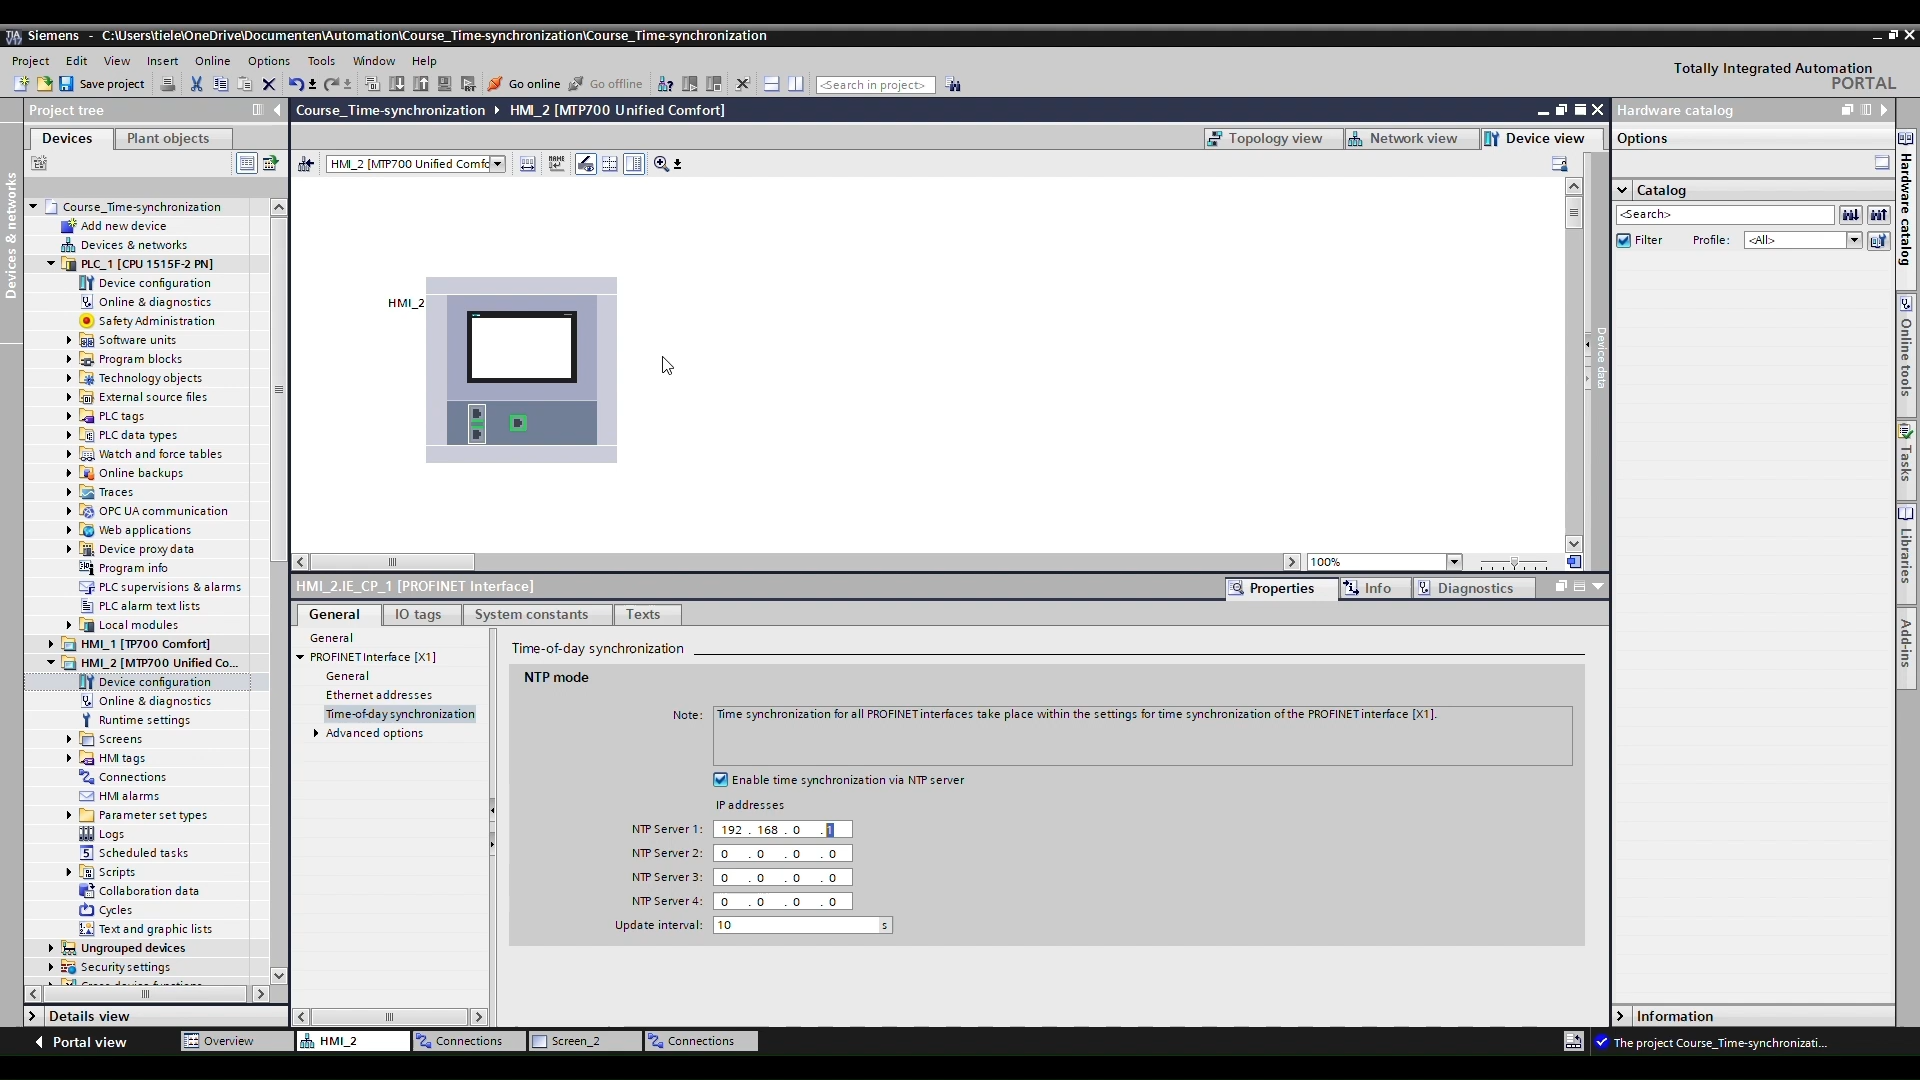 Siemens - C:\Users\tiele\OneDrive\Documenten\Automation\Course_Time-synchronization\Course_Time-synchronization
Project Edit View Insert Online Options Tools Window Help
Save project Go online Go offline <Search in project>
Totally Integrated Automation
PORTAL
Project tree
Devices Plant objects
Devices & networks
Course_Time-synchronization
Add new device
Devices & networks
PLC_1 [CPU 1515F-2 PN]
Device configuration
Online & diagnostics
Safety Administration
Software units
Program blocks
Technology objects
External source files
PLC tags
PLC data types
Watch and force tables
Online backups
Traces
OPC UA communication
Web applications
Device proxy data
Program info
PLC supervisions & alarms
PLC alarm text lists
Local modules
HMI_1 [TP700 Comfort]
HMI_2 [MTP700 Unified Co...
Device configuration
Online & diagnostics
Runtime settings
Screens
HMI tags
Connections
HMI alarms
Parameter set types
Logs
Scheduled tasks
Scripts
Collaboration data
Cycles
Text and graphic lists
Ungrouped devices
Security settings
Details view
Course_Time-synchronization HMI_2 [MTP700 Unified Comfort]
Topology view Network view Device view
HMI_2 [MTP700 Unified Comfo
HMI_2
Device data
100%
HMI_2.IE_CP_1 [PROFINET Interface]
Properties Info Diagnostics
General IO tags System constants Texts
General
PROFINET Interface [X1]
General
Ethernet addresses
Time-of-day synchronization
Advanced options
Time-of-day synchronization
NTP mode
Note: Time synchronization for all PROFINET interfaces take place within the settings for time synchronization of the PROFINET interface [X1].
Enable time synchronization via NTP server
IP addresses
NTP Server 1: 192 . 168 . 0 . 1
NTP Server 2: 0 . 0 . 0 . 0
NTP Server 3: 0 . 0 . 0 . 0
NTP Server 4: 0 . 0 . 0 . 0
Update interval: 10 s
Hardware catalog
Options
Catalog
<Search>
Filter Profile: <All>
Information
Hardware catalog
Online tools
Tasks
Libraries
Add-ins
Portal view Overview HMI_2 Connections Screen_2 Connections The project Course_Time-synchronizati...